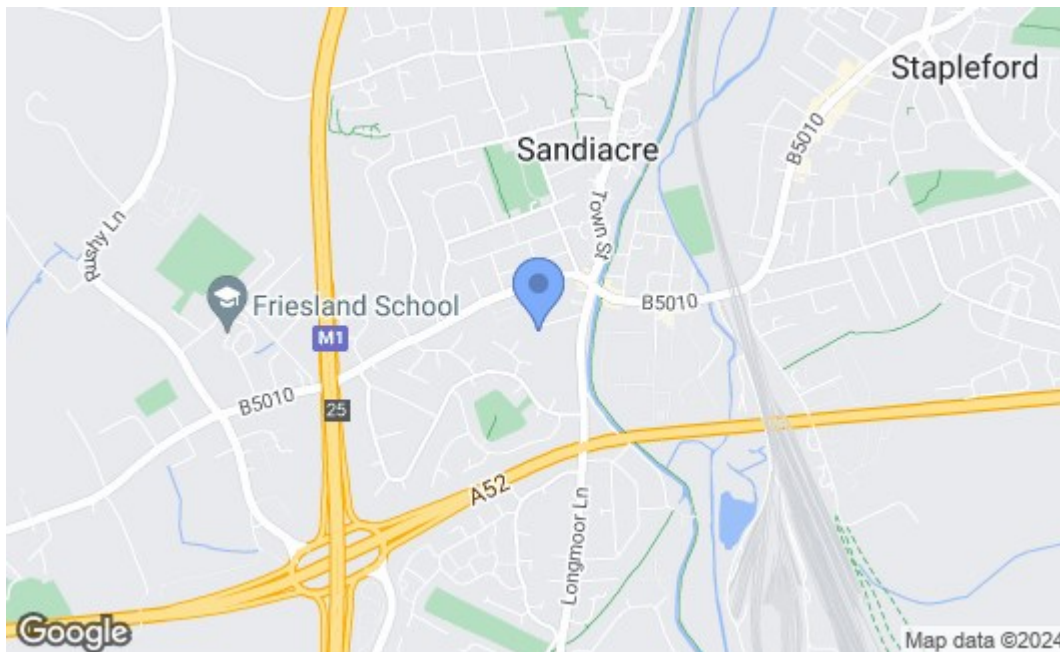 Stapleford
B5010
Sandiacre
Town St
Rushy Ln
Friesland School
B5010
M1
B5010
25
A52
Longmoor Ln
Google
Map data ©2024